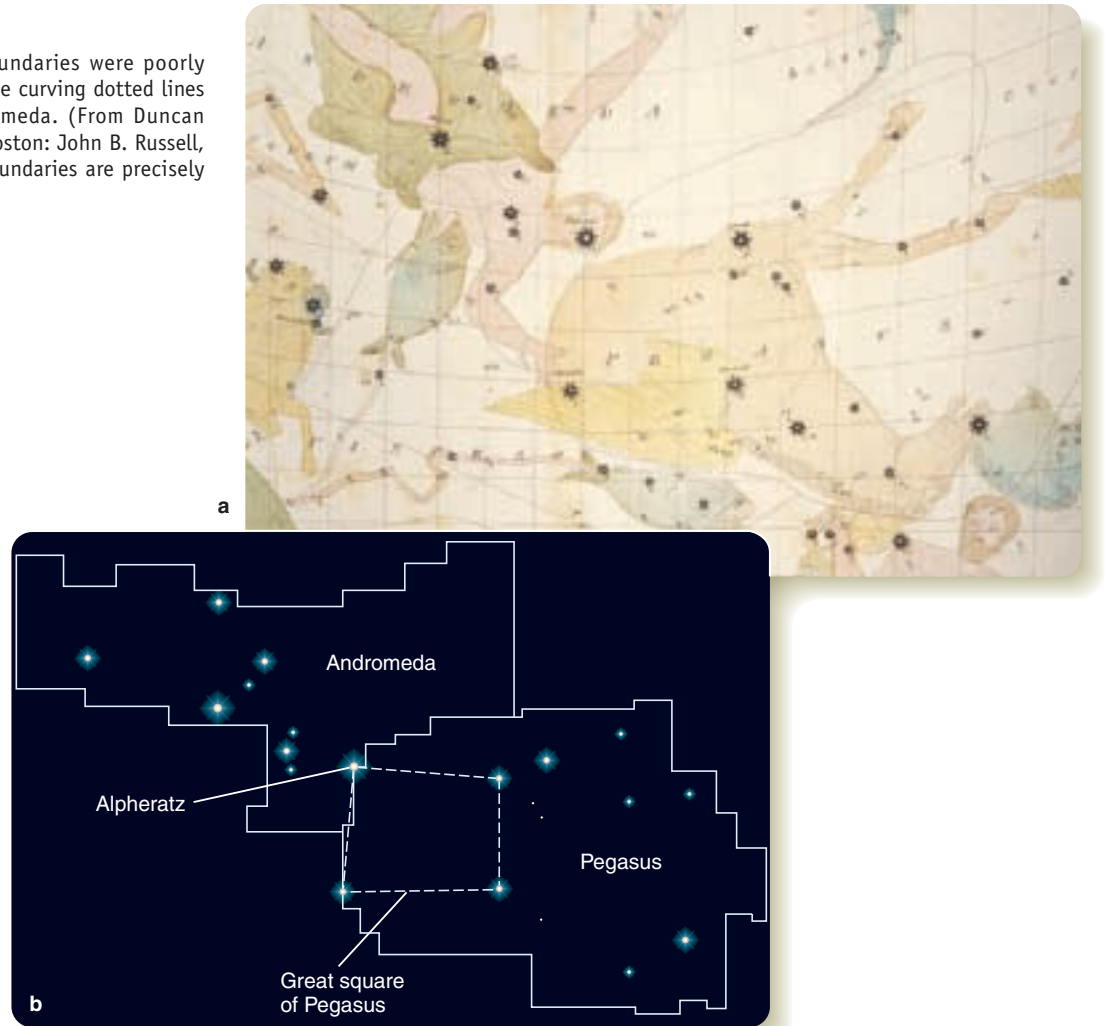 undaries were poorly
e curving dotted lines
meda. (From Duncan
oston: John B. Russell,
undaries are precisely
a
Andromeda
Alpheratz
Pegasus
Great square
of Pegasus
b